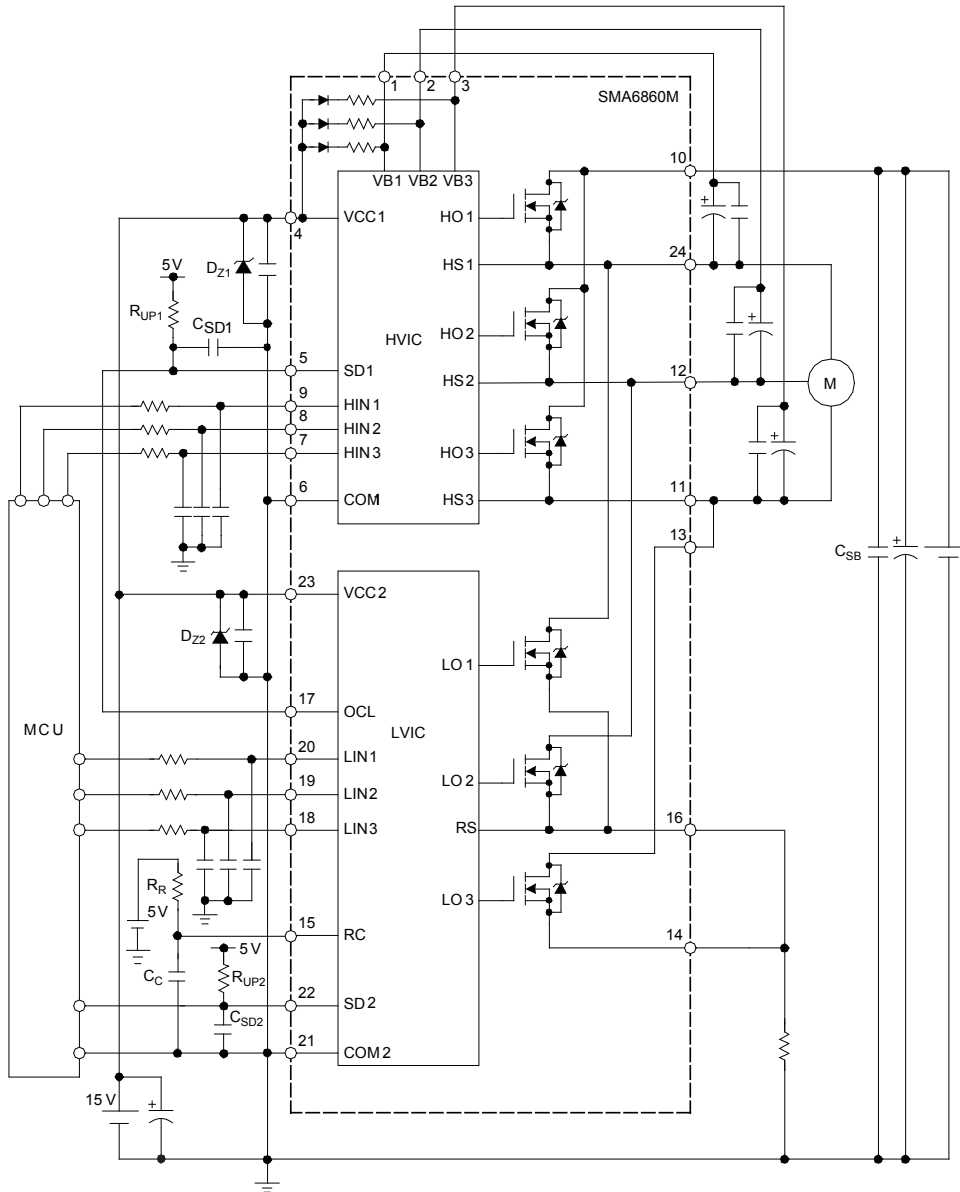 1
2
3
SMA6860M
10
VB1 VB2 VB3
4
VCC1
HO1
24
HS1
5V
DZ1
RUP1
CSD1
HVIC
HO2
5
SD1
HS2
12
M
9
HIN1
8
HIN2
7
HIN3
HO3
6
COM1
HS3
11
13
CSB
23
VCC2
DZ2
LO1
17
OCL
MCU
LVIC
20
LIN1
19
LIN2
LO2
18
LIN3
RS
16
RR
5V
LO3
15
RC
14
5V
CC
RUP2
22
SD2
CSD2
21
COM2
15V